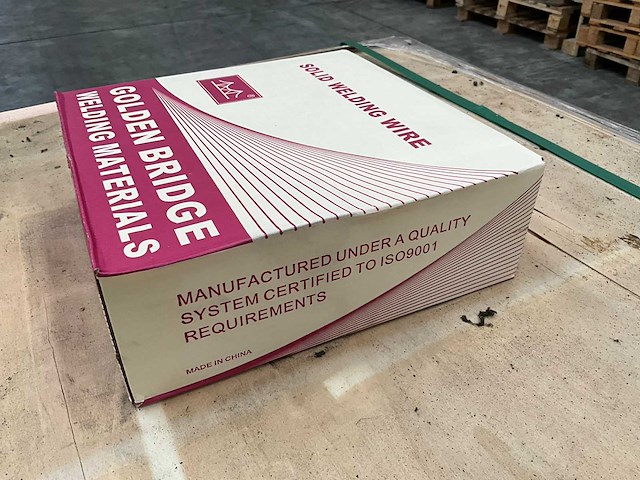 GOLDEN BRIDGE
WELDING MATERIALS
SOLID WELDING WIRE
®
MANUFACTURED UNDER A QUALITY
SYSTEM CERTIFIED TO ISO9001
REQUIREMENTS
MADE IN CHINA